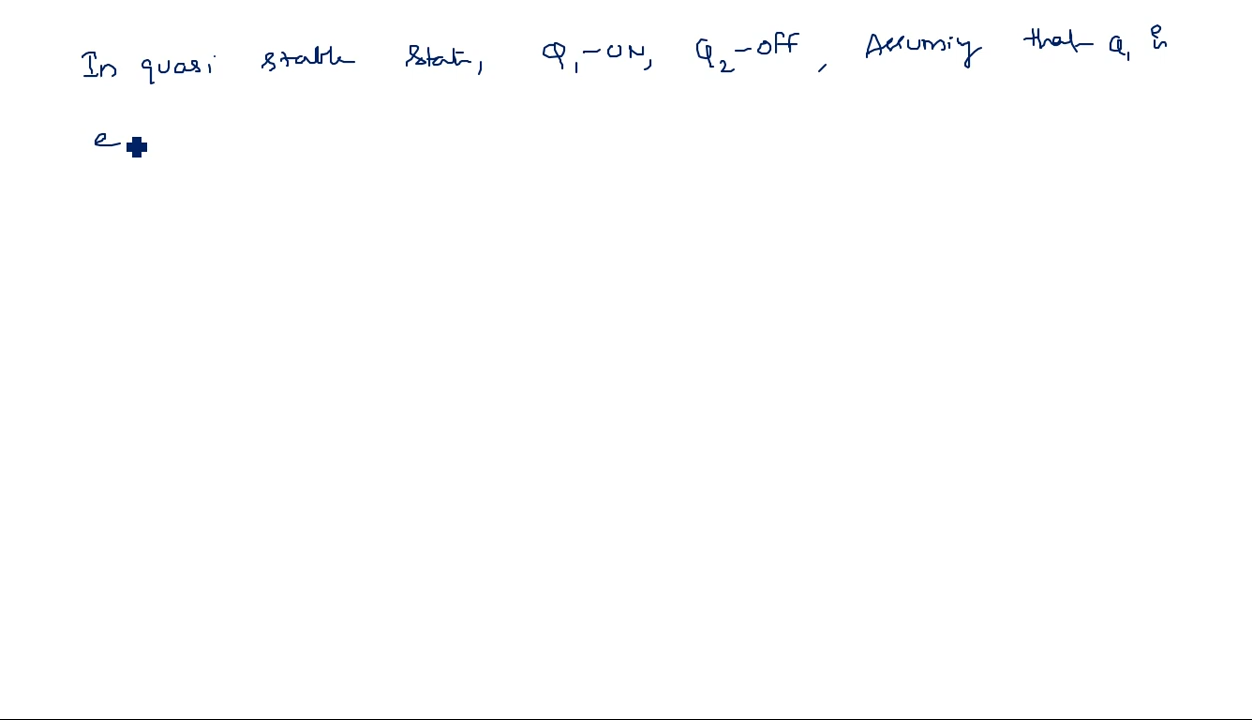 In quasi stable state, Q1-ON, Q2-off, Assuming that Q1 is